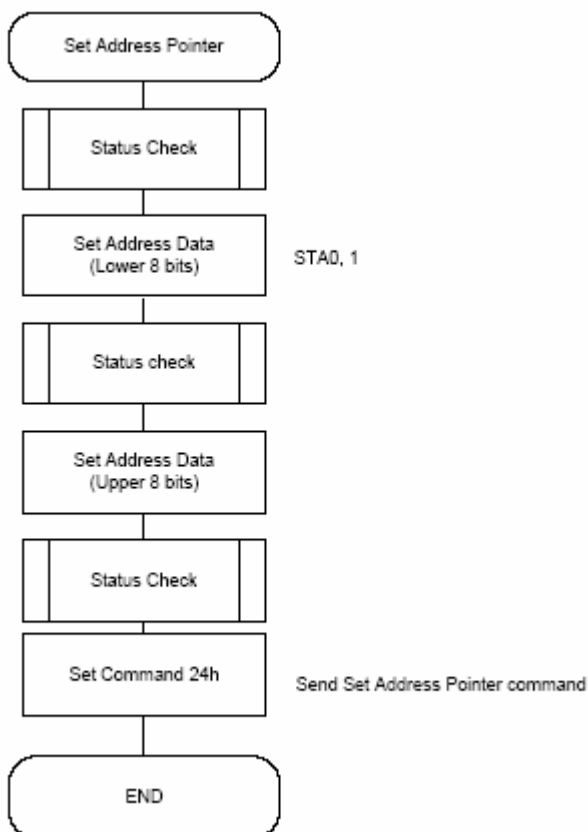 Set Address Pointer
Status Check
Set Address Data
(Lower 8 bits)
STA0, 1
Status check
Set Address Data
(Upper 8 bits)
Status Check
Set Command 24h
Send Set Address Pointer command
END